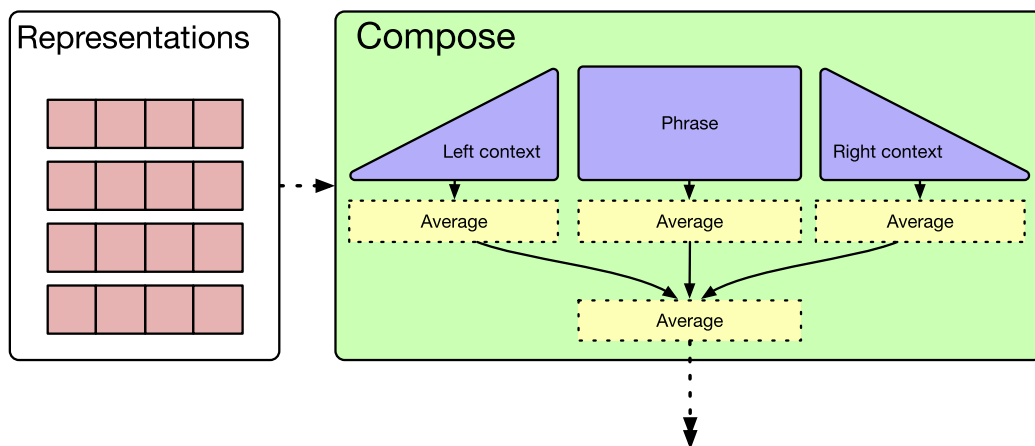 Representations
Compose
Left context
Phrase
Right context
Average
Average
Average
Average